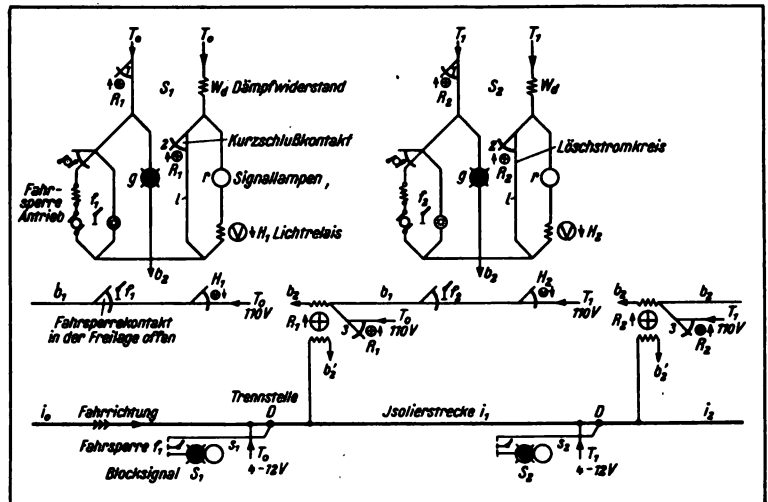 T₀ T₀ T₁ T₁
S₁ W_d Dämpfwiderstand S₂ W_d
R₁ R₂
2 Kurzschlußkontakt 2 Löschstromkreis
R₁ R₂
g r Signallampen, g r
Fahr-
sperre
Antrieb
f₁ l f₂ l
H₁ Lichtrelais H₂
b₂ b₂
b₁ f₁ H₁ T₀ 110V b₂ b₁ f₂ H₂ T₁ 110V b₂ b₂
Fahrsperrekontakt
in der Freilage offen
R₁ 3 T₀ 110V R₁ R₂ 3 T₁ 110V R₂
b₂' b₂'
Trennstelle
i₀ Fahrrichtung D Isolierstrecke i₁ D i₂
Fahrsperre f₁ s₁ s₂
Blocksignal S₁ T₀ 4-12V S₂ T₁ 4-12V